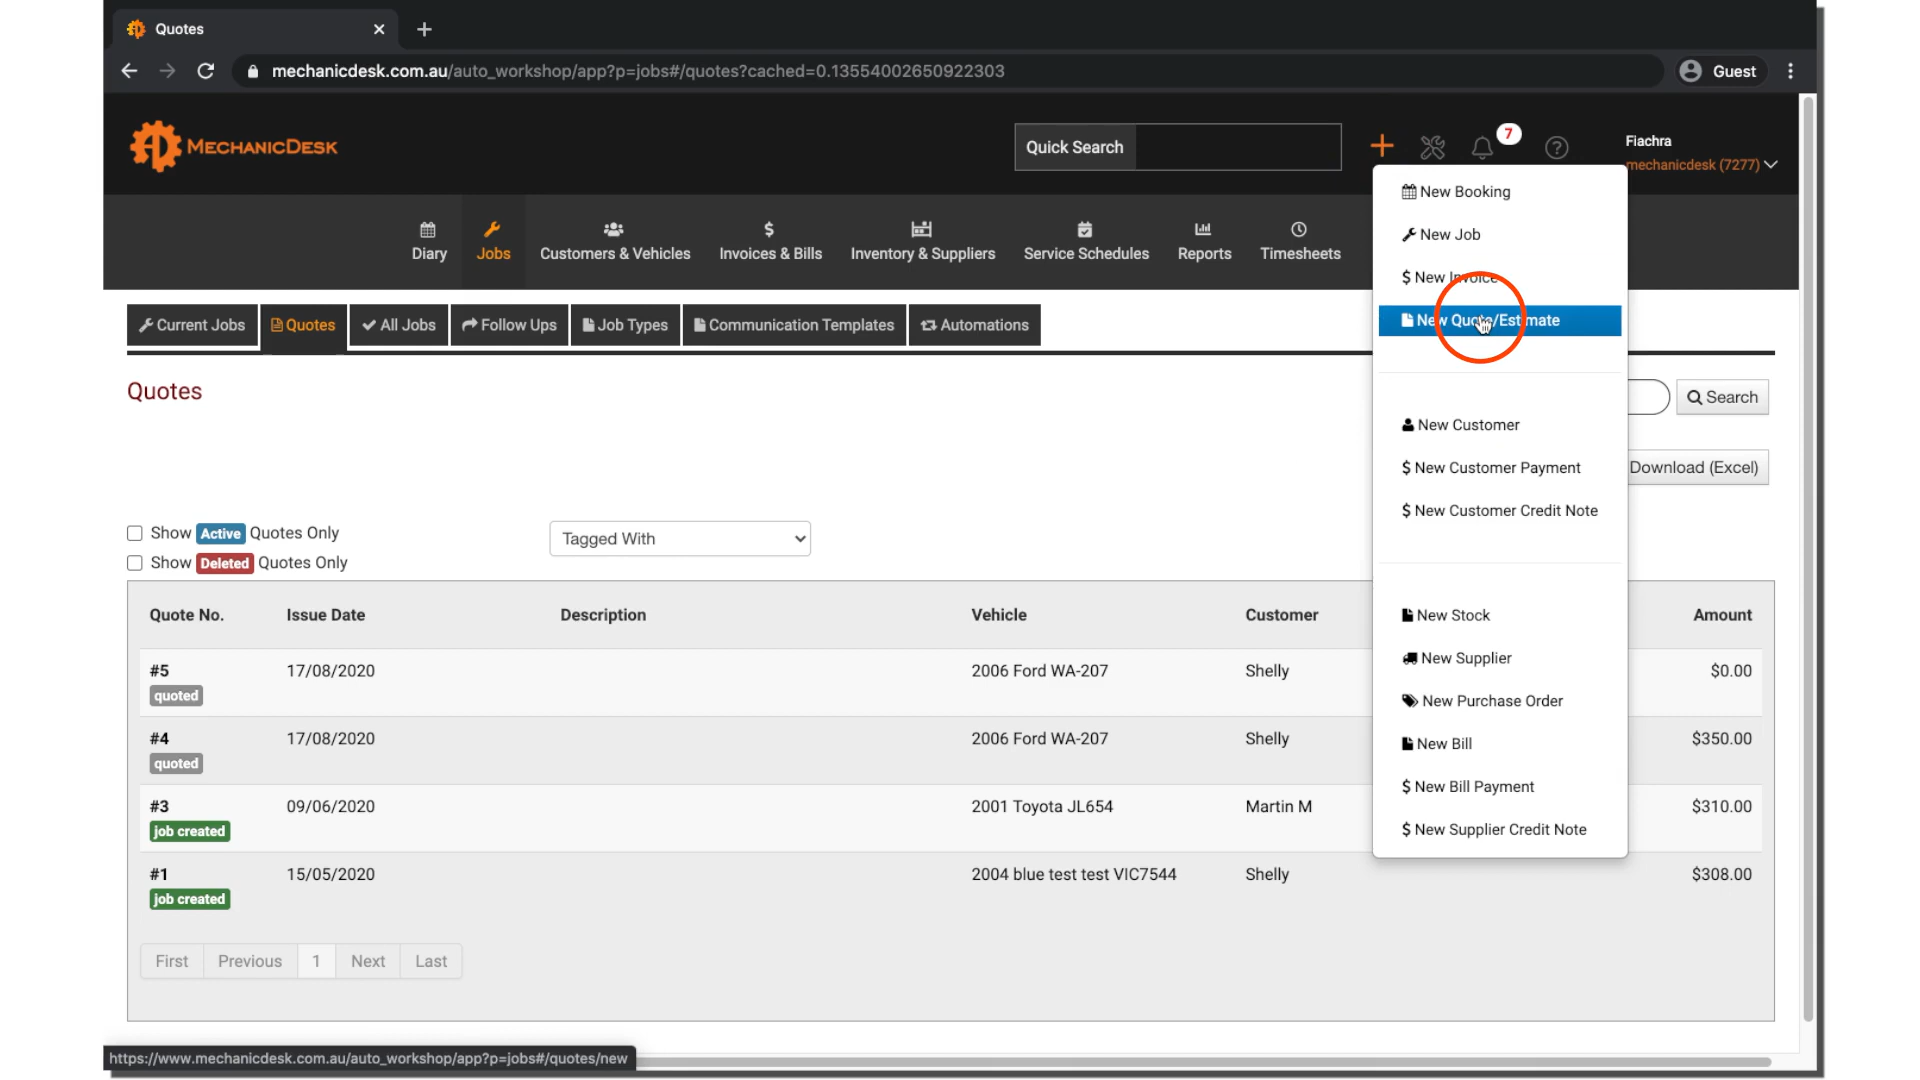 Quotes
mechanicdesk.com.au/auto_workshop/app?p=jobs#/quotes?cached=0.13554002650922303
Guest
MECHANICDESK
Quick Search
7
Fiachra
mechanicdesk (7277)
Diary
Jobs
Customers & Vehicles
Invoices & Bills
Inventory & Suppliers
Service Schedules
Reports
Timesheets
New Booking
New Job
$ New Invoice
New Quote/Estimate
New Customer
$ New Customer Payment
$ New Customer Credit Note
New Stock
New Supplier
New Purchase Order
New Bill
$ New Bill Payment
$ New Supplier Credit Note
Current Jobs
Quotes
All Jobs
Follow Ups
Job Types
Communication Templates
Automations
Quotes
Search
Download (Excel)
Show Active Quotes Only
Show Deleted Quotes Only
Tagged With
Quote No. Issue Date Description Vehicle Customer Amount
#5 17/08/2020 2006 Ford WA-207 Shelly $0.00
quoted
#4 17/08/2020 2006 Ford WA-207 Shelly $350.00
quoted
#3 09/06/2020 2001 Toyota JL654 Martin M $310.00
job created
#1 15/05/2020 2004 blue test test VIC7544 Shelly $308.00
job created
First Previous 1 Next Last
https://www.mechanicdesk.com.au/auto_workshop/app?p=jobs#/quotes/new